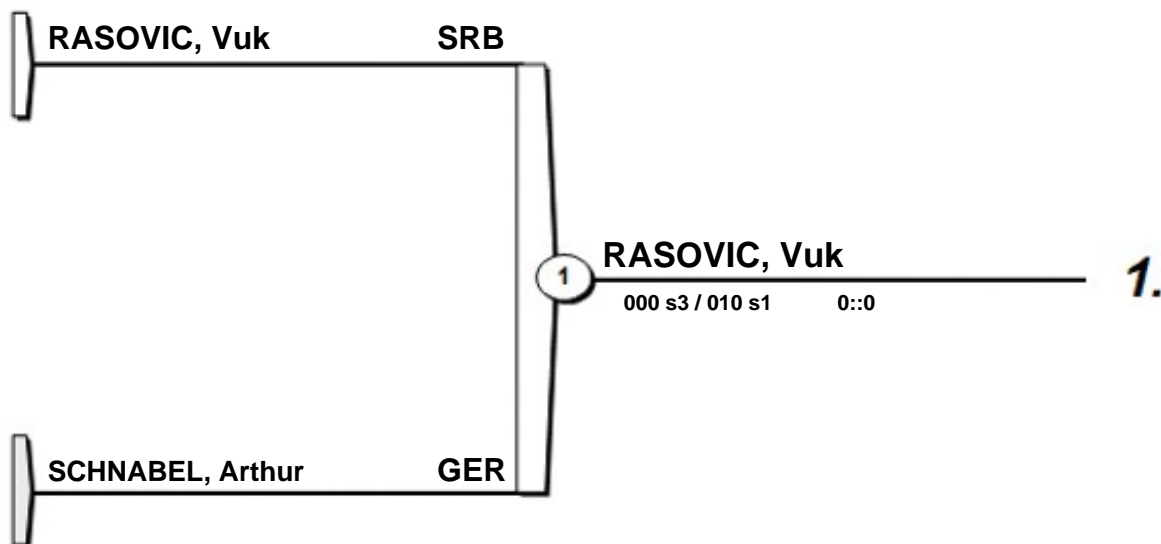 RASOVIC, Vuk SRB
1 RASOVIC, Vuk 1.
000 s3 / 010 s1 0::0
SCHNABEL, Arthur GER